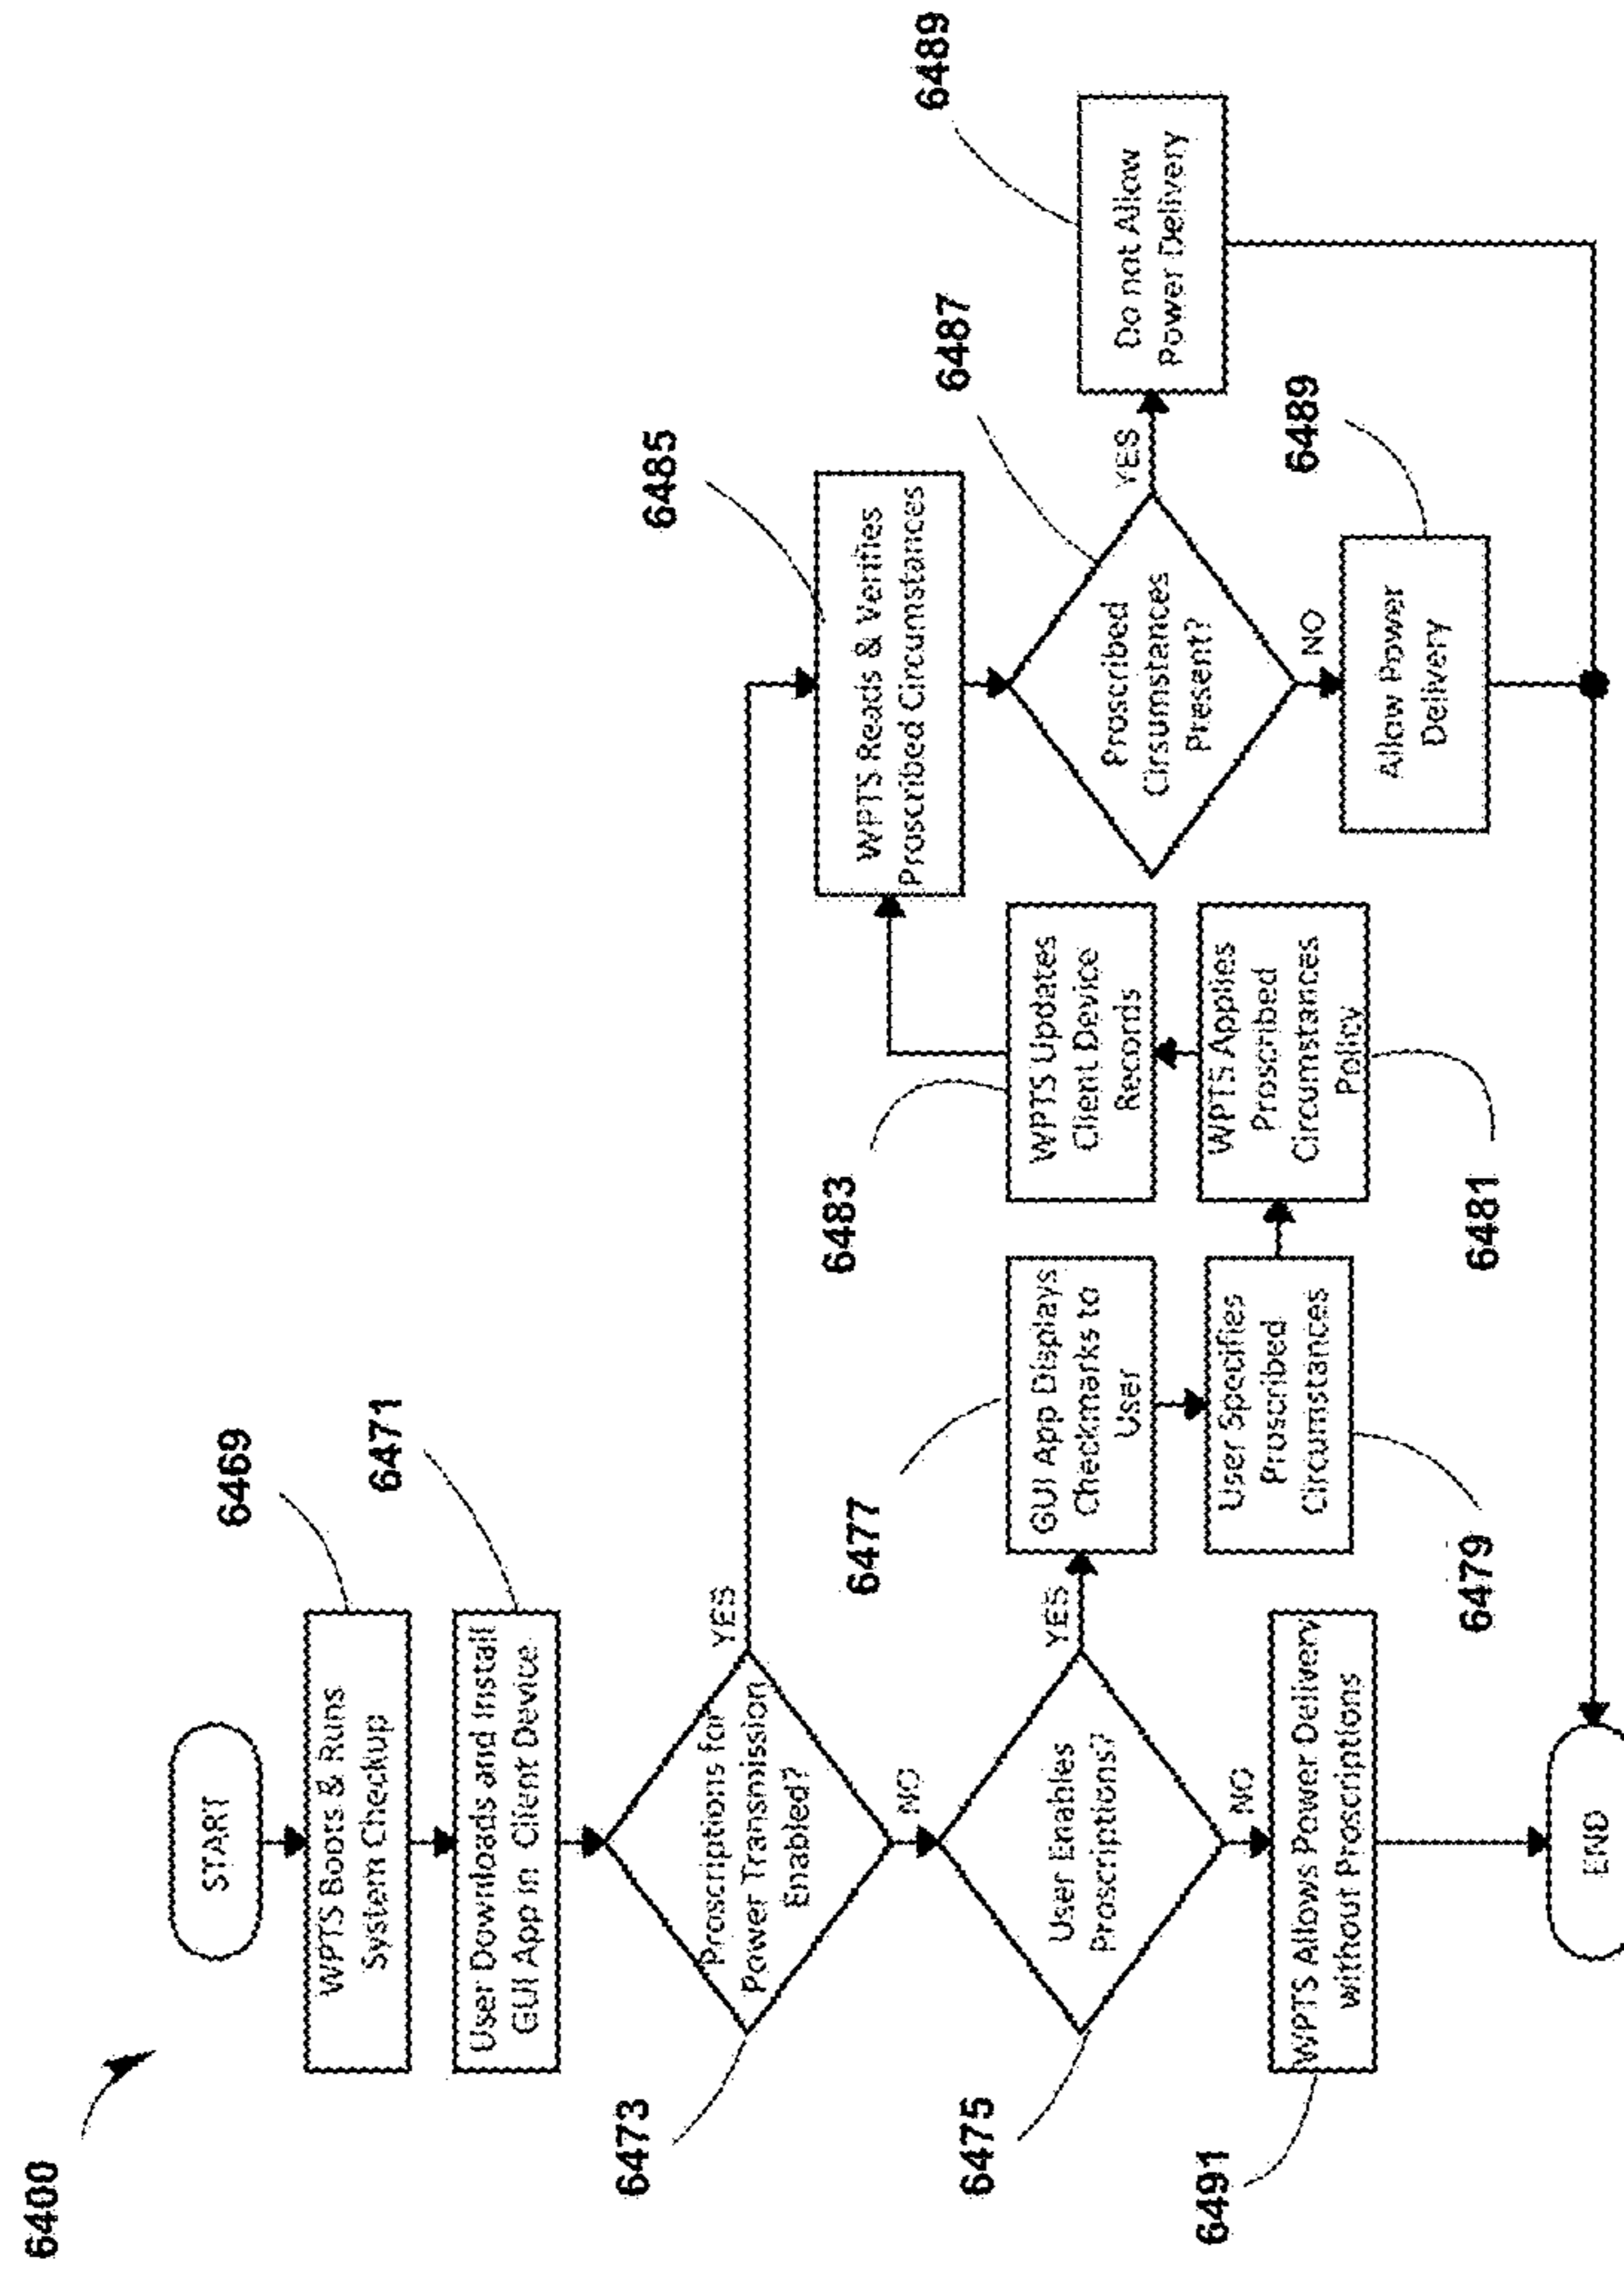 6400
START
WPTS Boots & Runs
System Checkup
6469
User Downloads and Install
GUI App in Client Device
6471
Proscriptions for
Power Transmission
Enabled?
6473
YES
NO
User Enables
Proscriptions?
6475
YES
NO
WPTS Allows Power Delivery
without Proscriptions
6491
GUI App Displays
Checkmarks to
User
6477
User Specifies
Proscribed
Circumstances
6479
WPTS Applies
Proscribed
Circumstances
Policy
6481
WPTS Updates
Client Device
Records
6483
WPTS Reads & Verifies
Proscribed Circumstances
6485
Proscribed
Cirsumstances
Present?
6487
YES
NO
Do not Allow
Power Delivery
6489
Allow Power
Delivery
6489
END